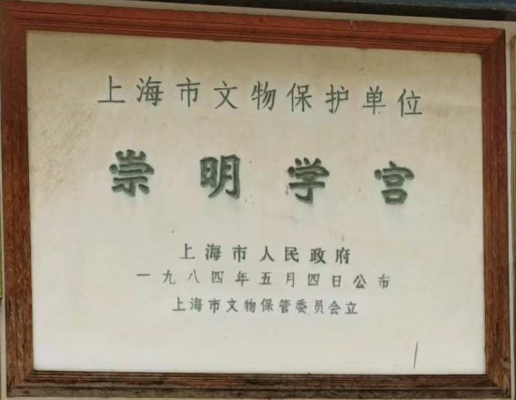 上海市文物保护单位
崇明学宫
上海市人民政府
一九八四年五月四日公布
上海市文物保管委员会立